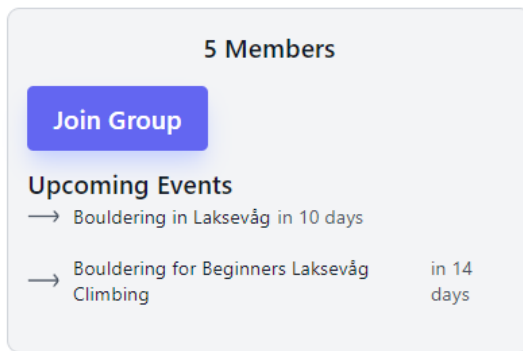 5 Members
Join Group
Upcoming Events
Bouldering in Laksevåg in 10 days
Bouldering for Beginners Laksevåg in 14
Climbing days